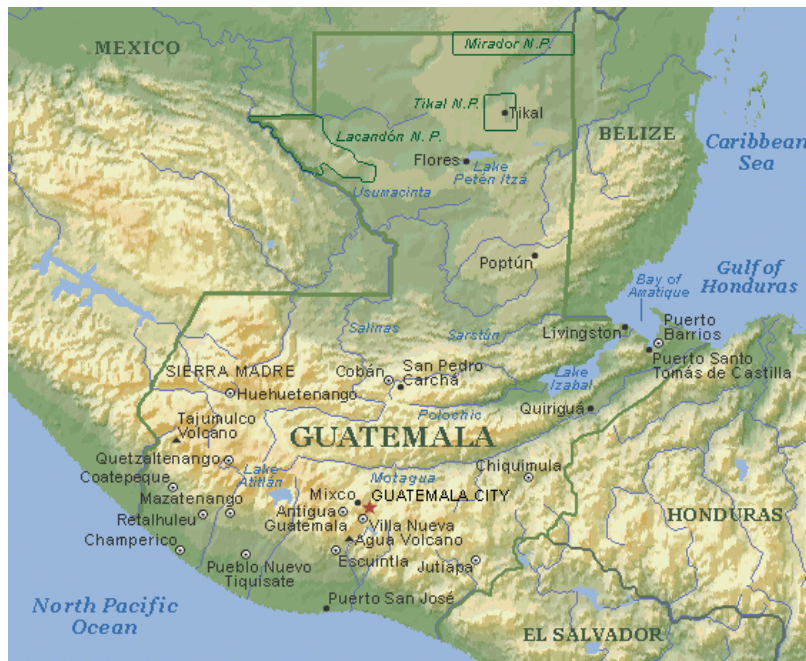 MEXICO
Mirador N.P.
Tikal N.P.
Tikal
Lacandón N. P.
BELIZE
Caribbean
Sea
Flores
Lake
Petén Itzá
Usumacinta
Poptún
Gulf of
Honduras
Bay of
Amatique
Salinas
Sarstún
Livingston
Puerto
Barrios
Puerto Santo
Tomás de Castilla
SIERRA MADRE
Cobán
San Pedro
Carchá
Lake
Izabal
Huehuetenango
Polochic
Quiriguá
Tajumulco
Volcano
GUATEMALA
Quetzaltenango
Coatepeque
Lake
Atitlán
Motagua
Chiquimula
Mazatenango
Mixco
GUATEMALA CITY
Retalhuleu
Antigua
Guatemala
Villa Nueva
HONDURAS
Champerico
Agua Volcano
Escuintla
Jutiapa
Pueblo Nuevo
Tiquisate
Puerto San José
North Pacific
Ocean
EL SALVADOR